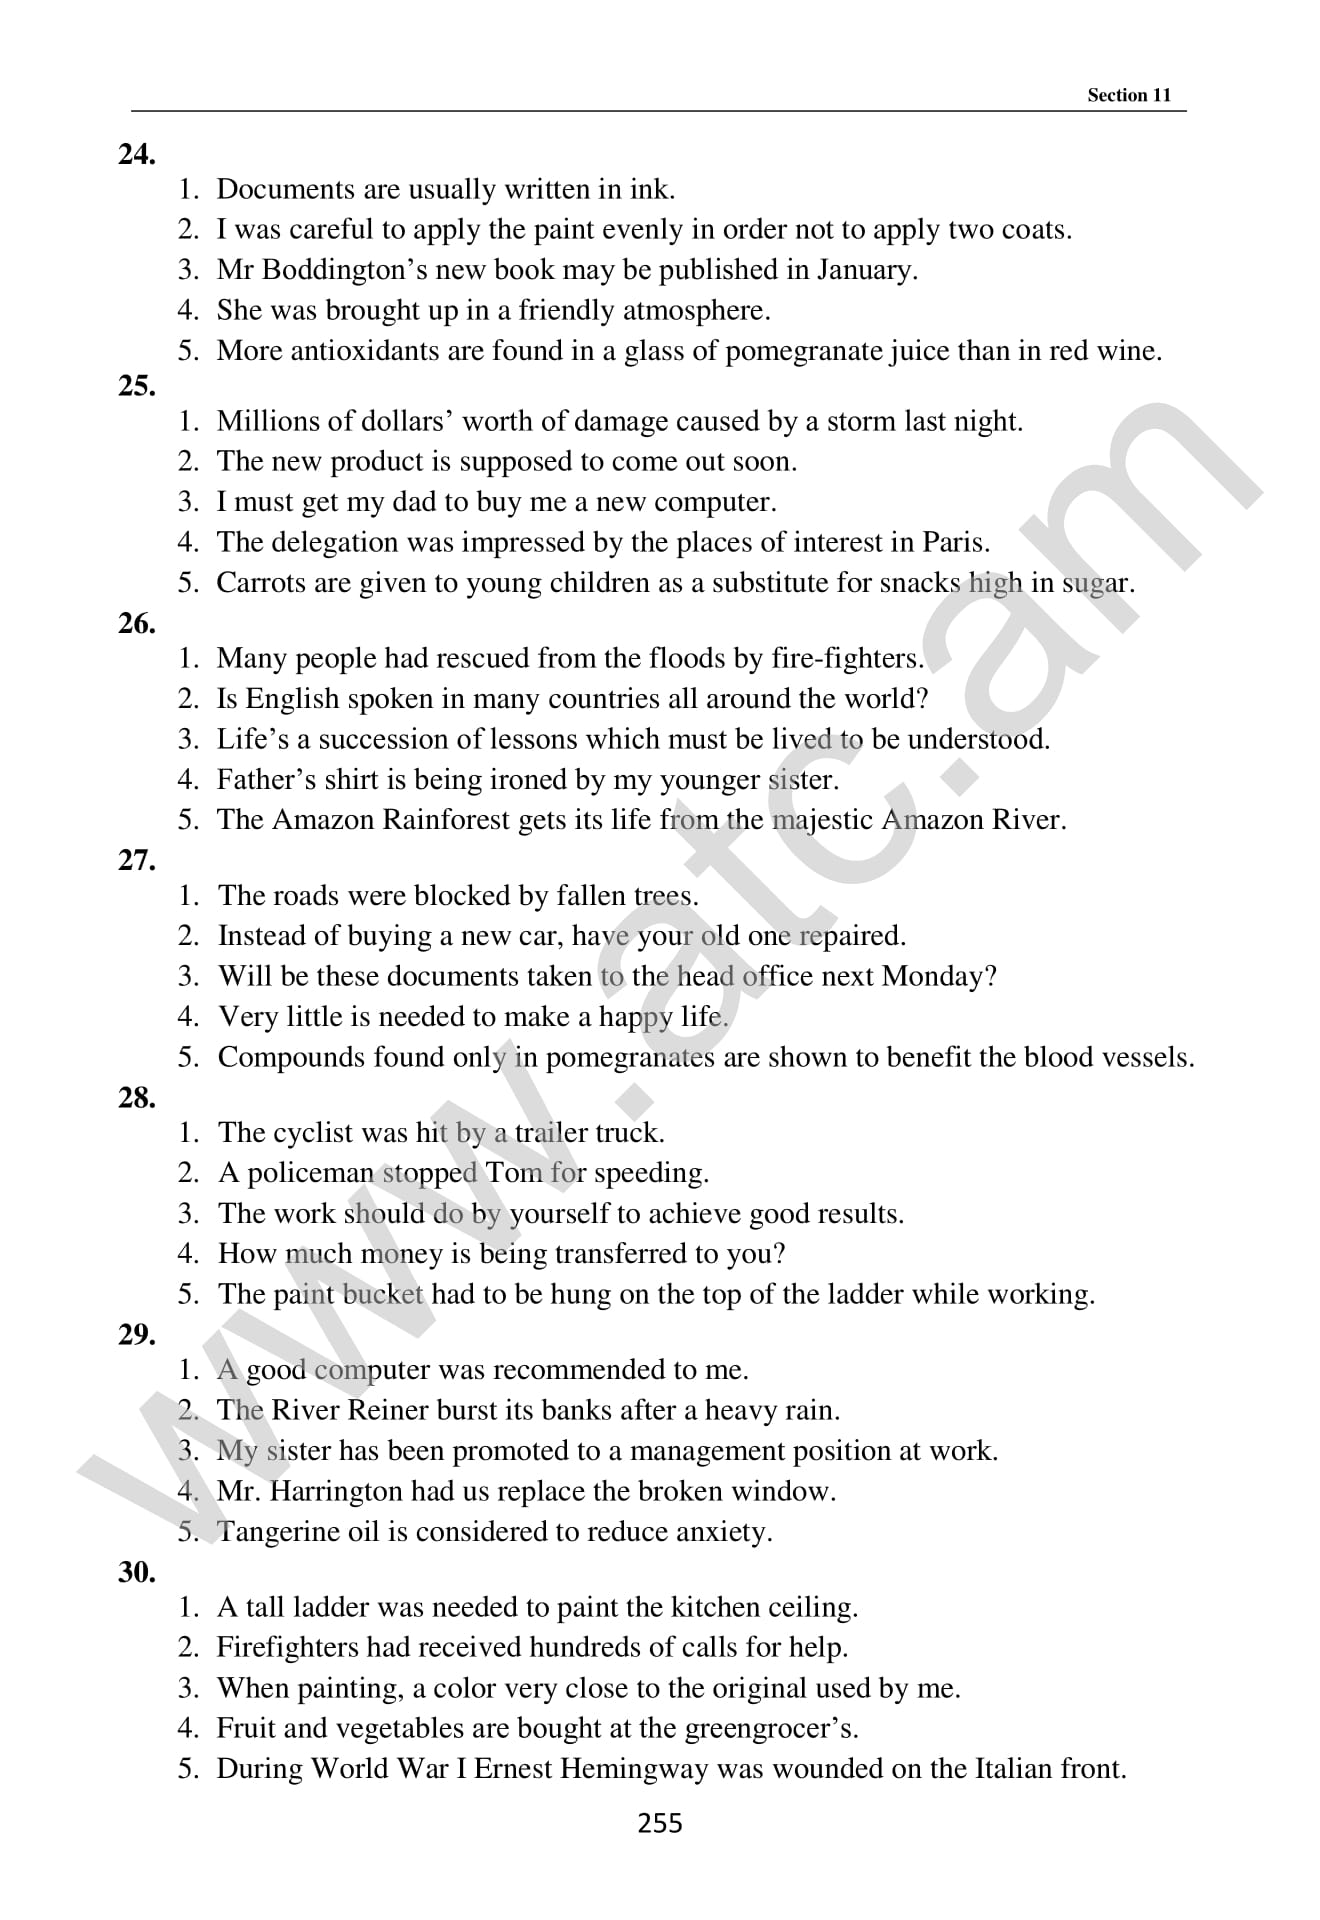 Section 11
24.
1. Documents are usually written in ink.
2. I was careful to apply the paint evenly in order not to apply two coats.
3. Mr Boddington’s new book may be published in January.
4. She was brought up in a friendly atmosphere.
5. More antioxidants are found in a glass of pomegranate juice than in red wine.
25.
1. Millions of dollars’ worth of damage caused by a storm last night.
2. The new product is supposed to come out soon.
3. I must get my dad to buy me a new computer.
4. The delegation was impressed by the places of interest in Paris.
5. Carrots are given to young children as a substitute for snacks high in sugar.
26.
1. Many people had rescued from the floods by fire-fighters.
2. Is English spoken in many countries all around the world?
3. Life’s a succession of lessons which must be lived to be understood.
4. Father’s shirt is being ironed by my younger sister.
5. The Amazon Rainforest gets its life from the majestic Amazon River.
27.
1. The roads were blocked by fallen trees.
2. Instead of buying a new car, have your old one repaired.
3. Will be these documents taken to the head office next Monday?
4. Very little is needed to make a happy life.
5. Compounds found only in pomegranates are shown to benefit the blood vessels.
28.
1. The cyclist was hit by a trailer truck.
2. A policeman stopped Tom for speeding.
3. The work should do by yourself to achieve good results.
4. How much money is being transferred to you?
5. The paint bucket had to be hung on the top of the ladder while working.
29.
1. A good computer was recommended to me.
2. The River Reiner burst its banks after a heavy rain.
3. My sister has been promoted to a management position at work.
4. Mr. Harrington had us replace the broken window.
5. Tangerine oil is considered to reduce anxiety.
30.
1. A tall ladder was needed to paint the kitchen ceiling.
2. Firefighters had received hundreds of calls for help.
3. When painting, a color very close to the original used by me.
4. Fruit and vegetables are bought at the greengrocer’s.
5. During World War I Ernest Hemingway was wounded on the Italian front.
255
www.atc.am